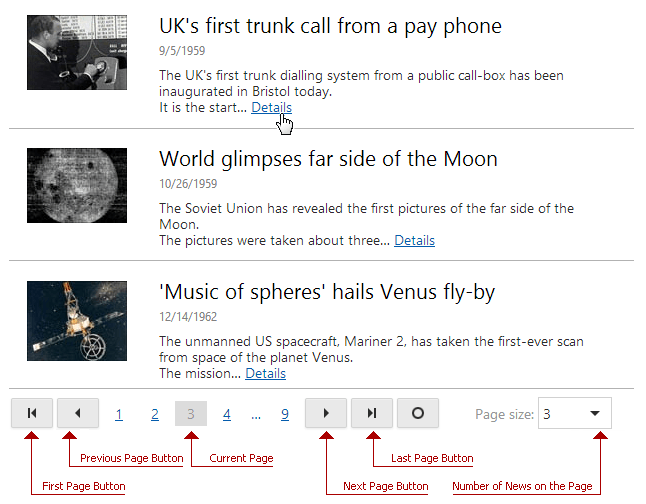 UK's first trunk call from a pay phone
9/5/1959
The UK's first trunk dialling system from a public call-box has been
inaugurated in Bristol today.
It is the start... Details
World glimpses far side of the Moon
10/26/1959
The Soviet Union has revealed the first pictures of the far side of the
Moon.
The pictures were taken about three... Details
'Music of spheres' hails Venus fly-by
12/14/1962
The unmanned US spacecraft, Mariner 2, has taken the first-ever scan
from space of the planet Venus.
The mission... Details
1 2 3 4 ... 9 Page size: 3
Previous Page Button Current Page Last Page Button
First Page Button Next Page Button Number of News on the Page